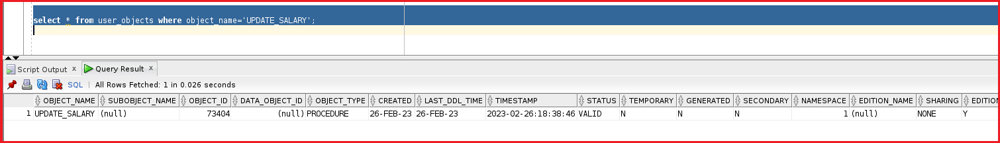 select * from user_objects where object_name='UPDATE_SALARY';
Script Output x Query Result x
SQL | All Rows Fetched: 1 in 0.026 seconds
OBJECT_NAME SUBOBJECT_NAME OBJECT_ID DATA_OBJECT_ID OBJECT_TYPE CREATED LAST_DDL_TIME TIMESTAMP STATUS TEMPORARY GENERATED SECONDARY NAMESPACE EDITION_NAME SHARING EDITION
1 UPDATE_SALARY (null) 73404 (null) PROCEDURE 26-FEB-23 26-FEB-23 2023-02-26:18:38:46 VALID N N N 1 (null) NONE Y